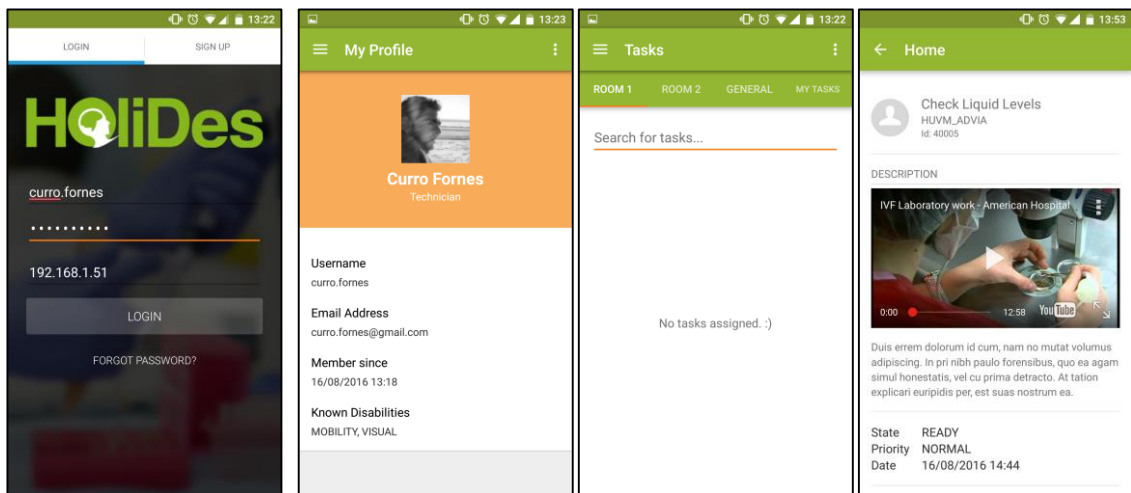 13:22
LOGIN SIGN UP
HOliDes
curro.fornes
••••••••••
192.168.1.51
LOGIN
FORGOT PASSWORD?
13:23
My Profile
Curro Fornes
Technician
Username
curro.fornes
Email Address
curro.fornes@gmail.com
Member since
16/08/2016 13:18
Known Disabilities
MOBILITY, VISUAL
13:22
Tasks
ROOM 1 ROOM 2 GENERAL MY TASKS
Search for tasks...
No tasks assigned. :)
13:53
Home
Check Liquid Levels
HUVM_ADVIA
Id: 40005
DESCRIPTION
IVF Laboratory work - American Hospital
0:00 12:58 YouTube
Duis errem dolorum id cum, nam no mutat volumus
adipiscing. In pri nibh paulo forensibus, quo ea agam
simul honestatis, vel cu prima detracto. At tation
explicari euripidis per, est suas nostrum ea.
State READY
Priority NORMAL
Date 16/08/2016 14:44